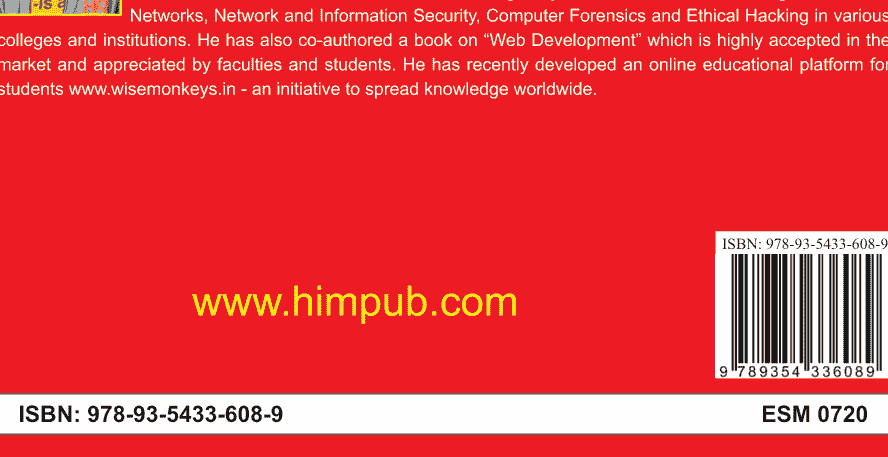 Networks, Network and Information Security, Computer Forensics and Ethical Hacking in various
colleges and institutions. He has also co-authored a book on “Web Development” which is highly accepted in the
market and appreciated by faculties and students. He has recently developed an online educational platform for
students www.wisemonkeys.in - an initiative to spread knowledge worldwide.
ISBN: 978-93-5433-608-9
www.himpub.com
9 789354 336089
ISBN: 978-93-5433-608-9 ESM 0720